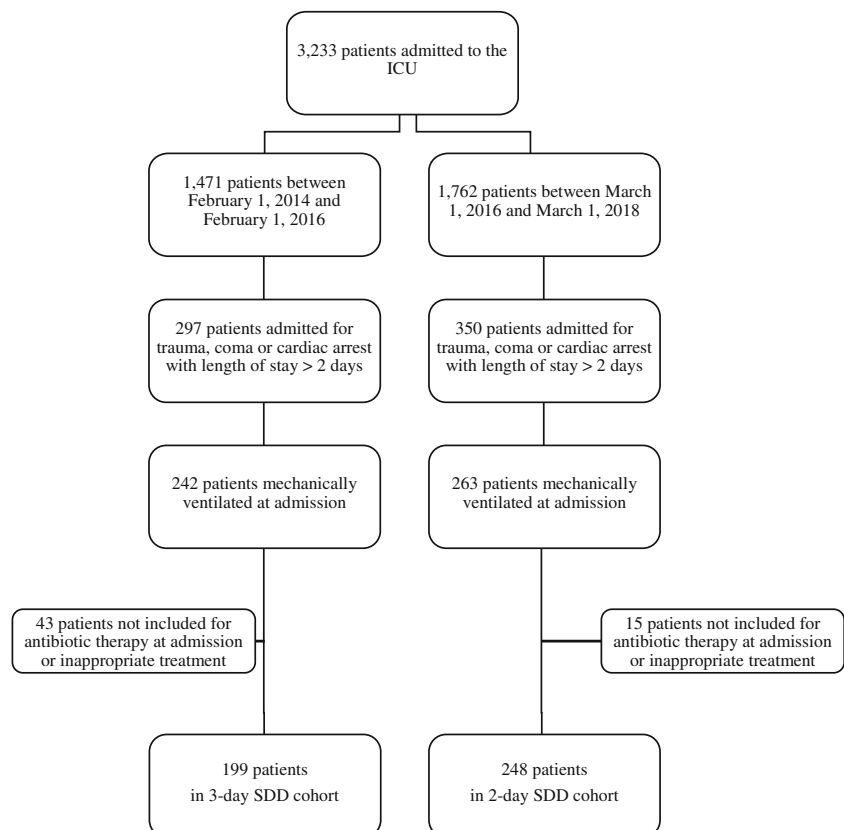 3,233 patients admitted to the
ICU
1,471 patients between
February 1, 2014 and
February 1, 2016
1,762 patients between March
1, 2016 and March 1, 2018
297 patients admitted for
trauma, coma or cardiac arrest
with length of stay > 2 days
350 patients admitted for
trauma, coma or cardiac arrest
with length of stay > 2 days
242 patients mechanically
ventilated at admission
263 patients mechanically
ventilated at admission
43 patients not included for
antibiotic therapy at admission
or inappropriate treatment
15 patients not included for
antibiotic therapy at admission
or inappropriate treatment
199 patients
in 3-day SDD cohort
248 patients
in 2-day SDD cohort